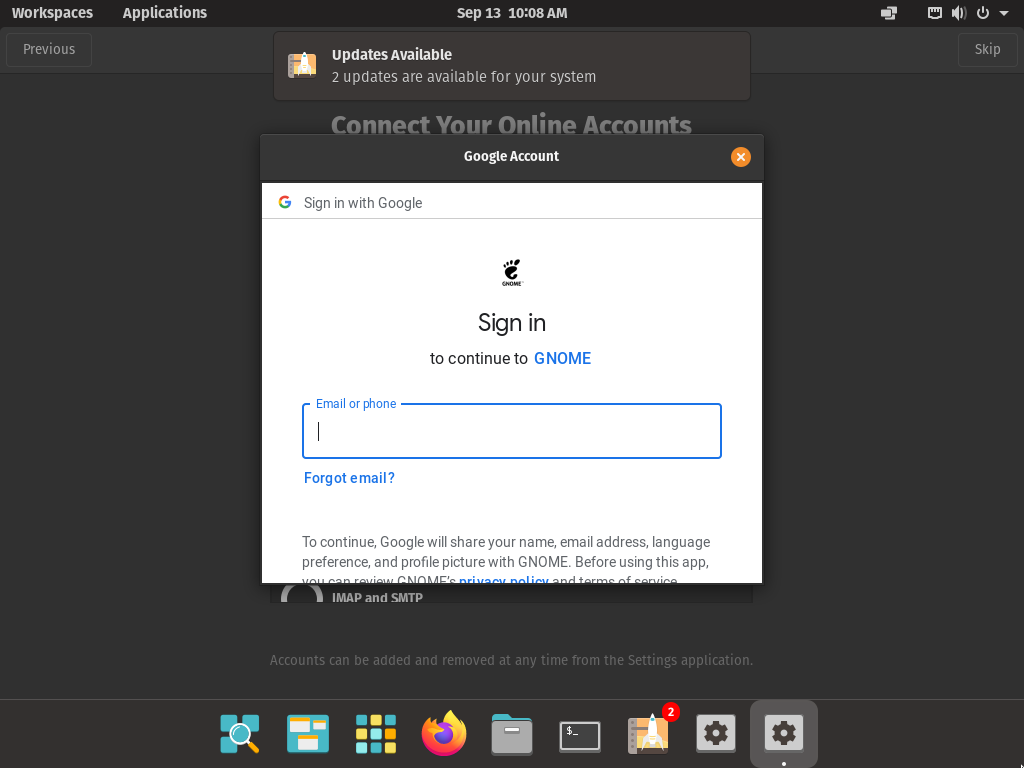 Workspaces Applications Sep 13 10:08 AM
Previous
Skip
Updates Available
2 updates are available for your system
Connect Your Online Accounts
Google Account
Sign in with Google
GNOME
Sign in
to continue to GNOME
Email or phone
Forgot email?
To continue, Google will share your name, email address, language
preference, and profile picture with GNOME. Before using this app,
you can review GNOME's privacy policy and terms of service.
IMAP and SMTP
Accounts can be added and removed at any time from the Settings application.
$_
2